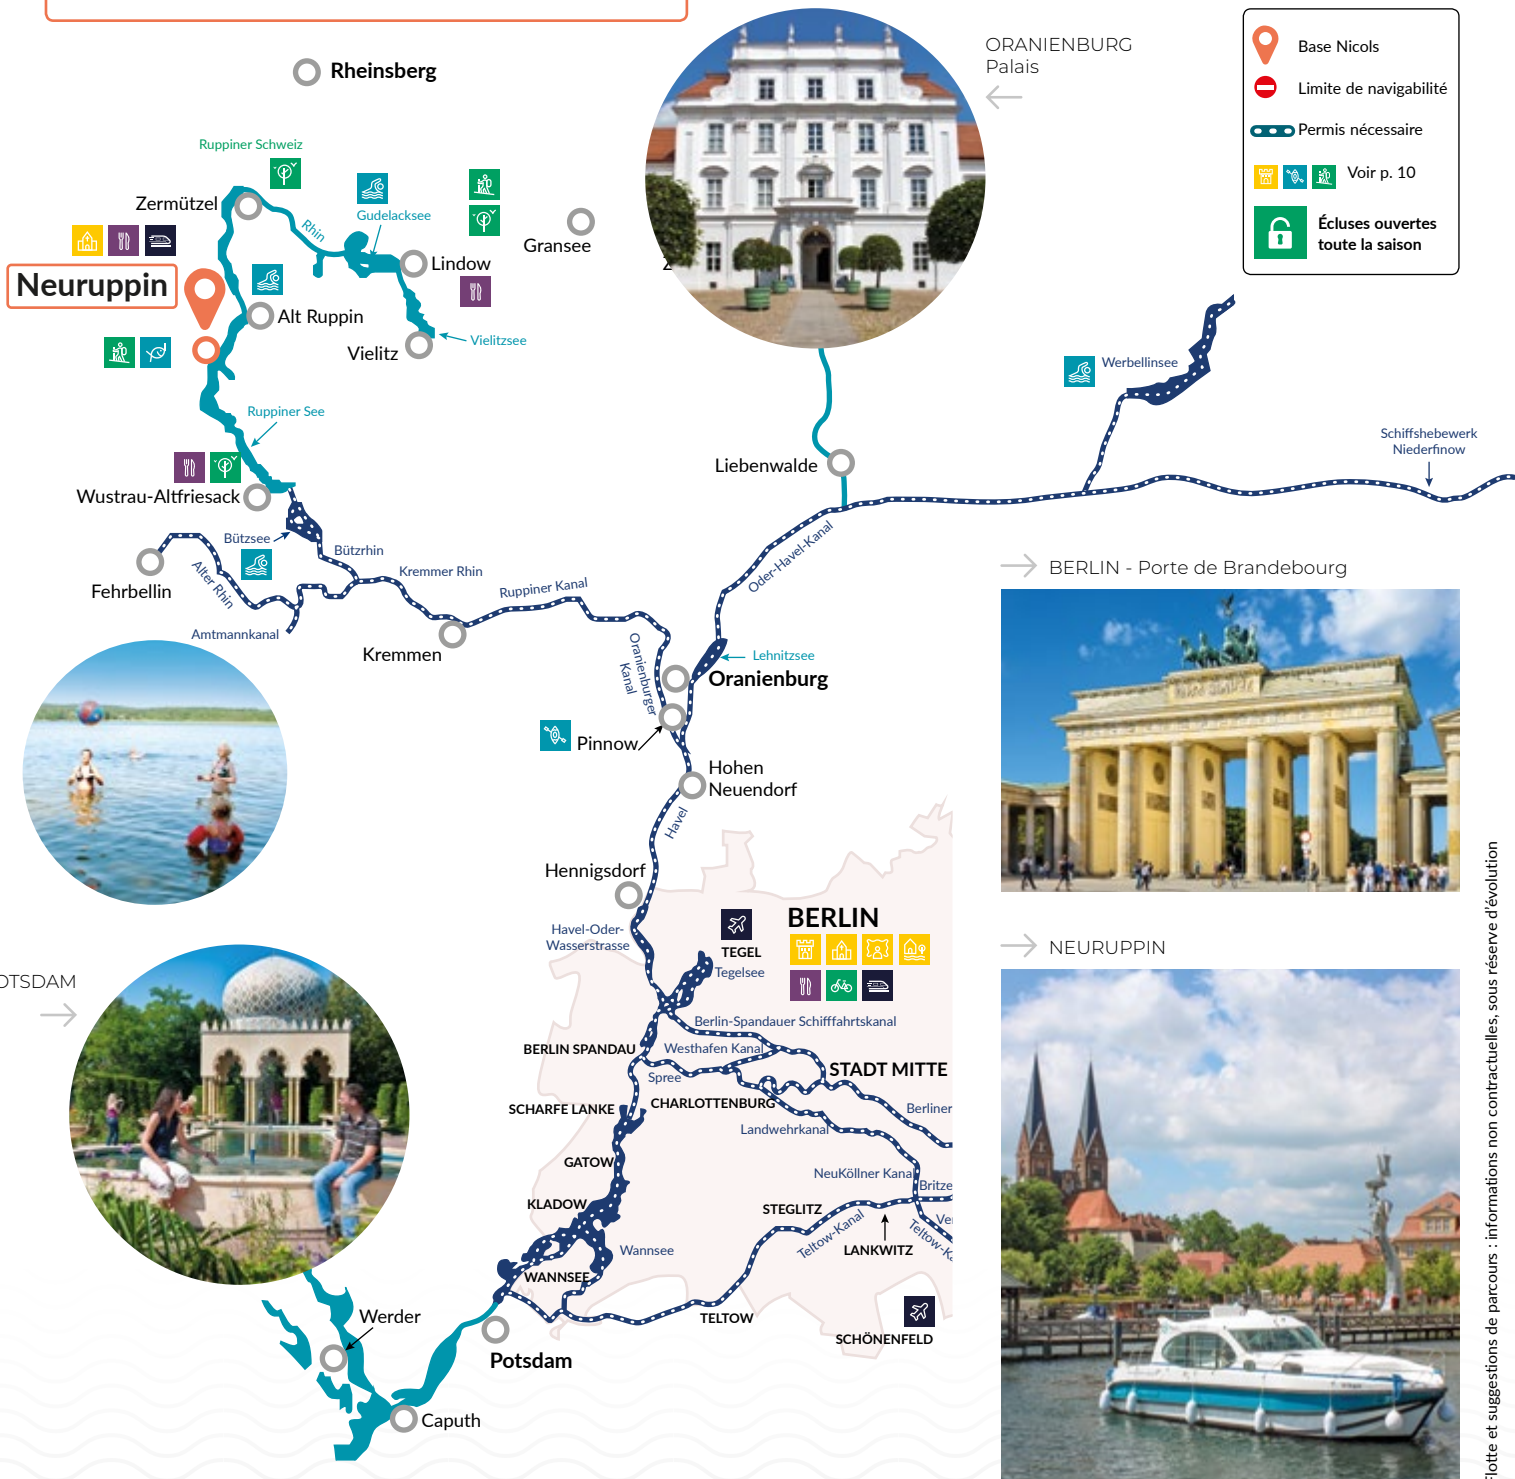 ORANIENBURG
Palais
Base Nicols
Limite de navigabilité
Permis nécessaire
Voir p. 10
Écluses ouvertes
toute la saison
Rheinsberg
Ruppiner Schweiz
Zermützel
Rhin
Gudelacksee
Gransee
Lindow
2
Neuruppin
Alt Ruppin
Vielitz
Vielitzsee
Werbellinsee
Ruppiner See
Schiffshebewerk
Niederfinow
Liebenwalde
Wustrau-Altfriesack
Oder-Havel-Kanal
Bützsee
Bützrhin
Fehrbellin
Alter Rhin
Kremmer Rhin
Ruppiner Kanal
Amtmannkanal
Kremmen
Oranienburger
Kanal
Lehnitzsee
Oranienburg
Pinnow
Hohen
Neuendorf
Havel
BERLIN - Porte de Brandebourg
Hennigsdorf
Havel-Oder-
Wasserstrasse
BERLIN
TEGEL
Tegelsee
NEURUPPIN
OTSDAM
Berlin-Spandauer Schifffahrtskanal
BERLIN SPANDAU
Westhafen Kanal
STADT MITTE
Spree
SCHARFE LANKE
CHARLOTTENBURG
Berliner
Landwehrkanal
GATOW
NeuKöllner Kanal
Britze
KLADOW
STEGLITZ
Ver
Teltow-Kanal
Teltow-Ka
LANKWITZ
Wannsee
WANNSEE
TELTOW
SCHÖNENFELD
Werder
Potsdam
Caputh
Flotte et suggestions de parcours : informations non contractuelles, sous réserve d'évolution